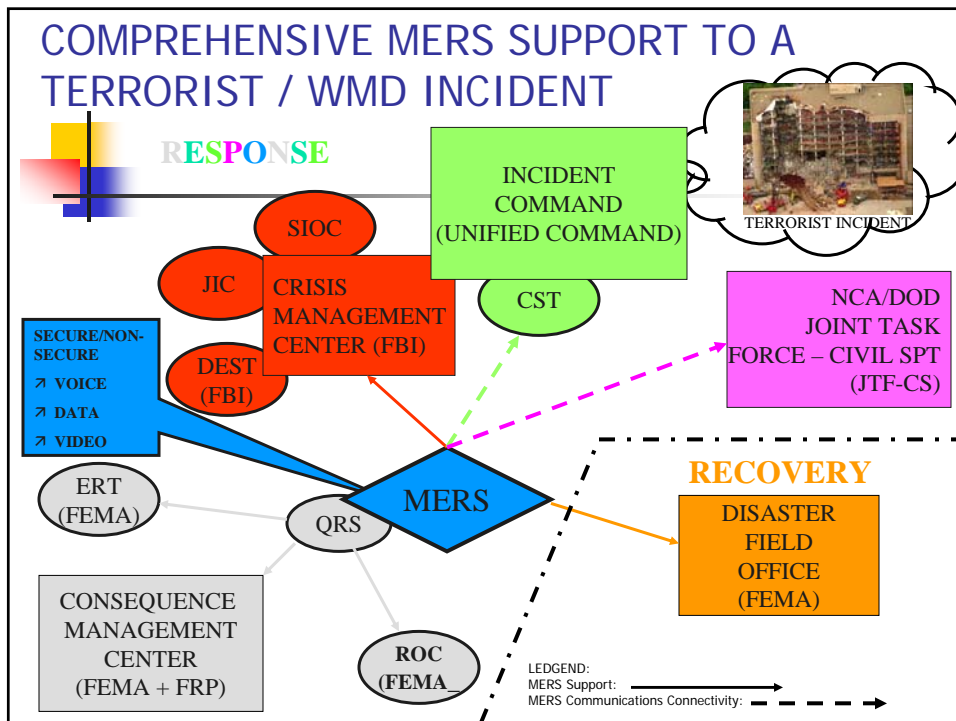 COMPREHENSIVE MERS SUPPORT TO A
TERRORIST / WMD INCIDENT
RESPONSE
TERRORIST INCIDENT
INCIDENT
COMMAND
(UNIFIED COMMAND)
SIOC
JIC
CRISIS
MANAGEMENT
CENTER (FBI)
CST
NCA/DOD
JOINT TASK
FORCE – CIVIL SPT
(JTF-CS)
SECURE/NON-
SECURE
↗ VOICE
↗ DATA
↗ VIDEO
DEST
(FBI)
MERS
RECOVERY
ERT
(FEMA)
QRS
DISASTER
FIELD
OFFICE
(FEMA)
CONSEQUENCE
MANAGEMENT
CENTER
(FEMA + FRP)
ROC
(FEMA_
LEDGEND:
MERS Support:
MERS Communications Connectivity: